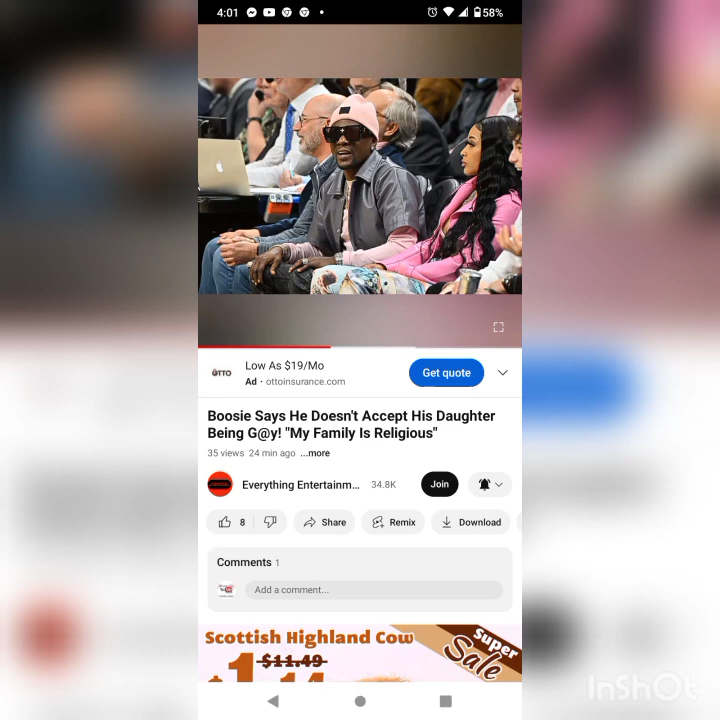 4:01
58%
OTTO
Low As $19/Mo
Get quote
Ad · ottoinsurance.com
Boosie Says He Doesn't Accept His Daughter
Being G@y! "My Family Is Religious"
35 views 24 min ago ...more
Everything Entertainm... 34.8K
Join
8
Share
Remix
Download
Comments 1
Add a comment...
Scottish Highland Cow
Super
Sale
$11.49
InShOt